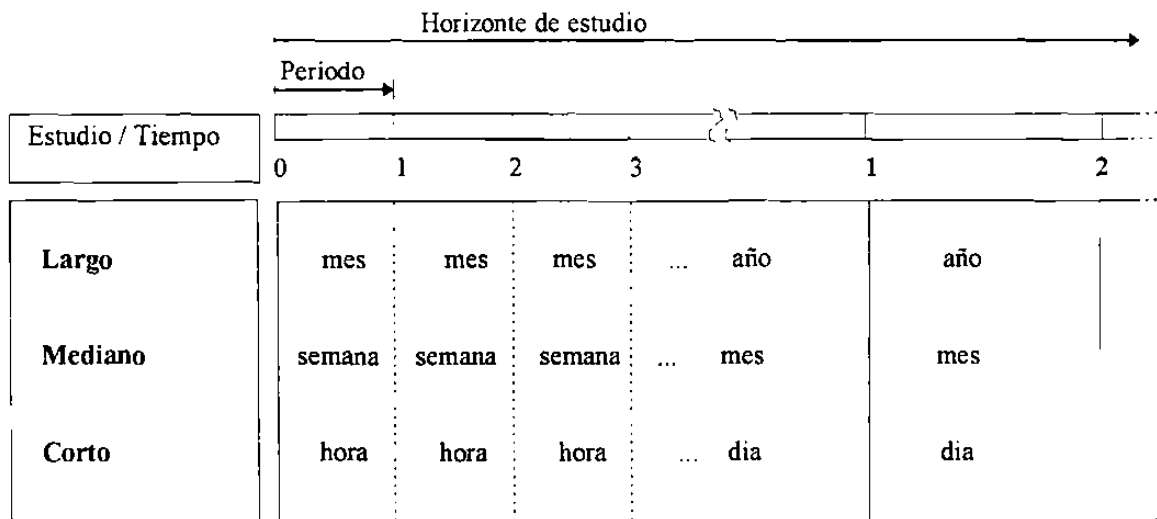 Horizonte de estudio
Periodo
Estudio / Tiempo
0 1 2 3 1 2
Largo mes mes mes ... año año
Mediano semana semana semana ... mes mes
Corto hora hora hora ... dia dia